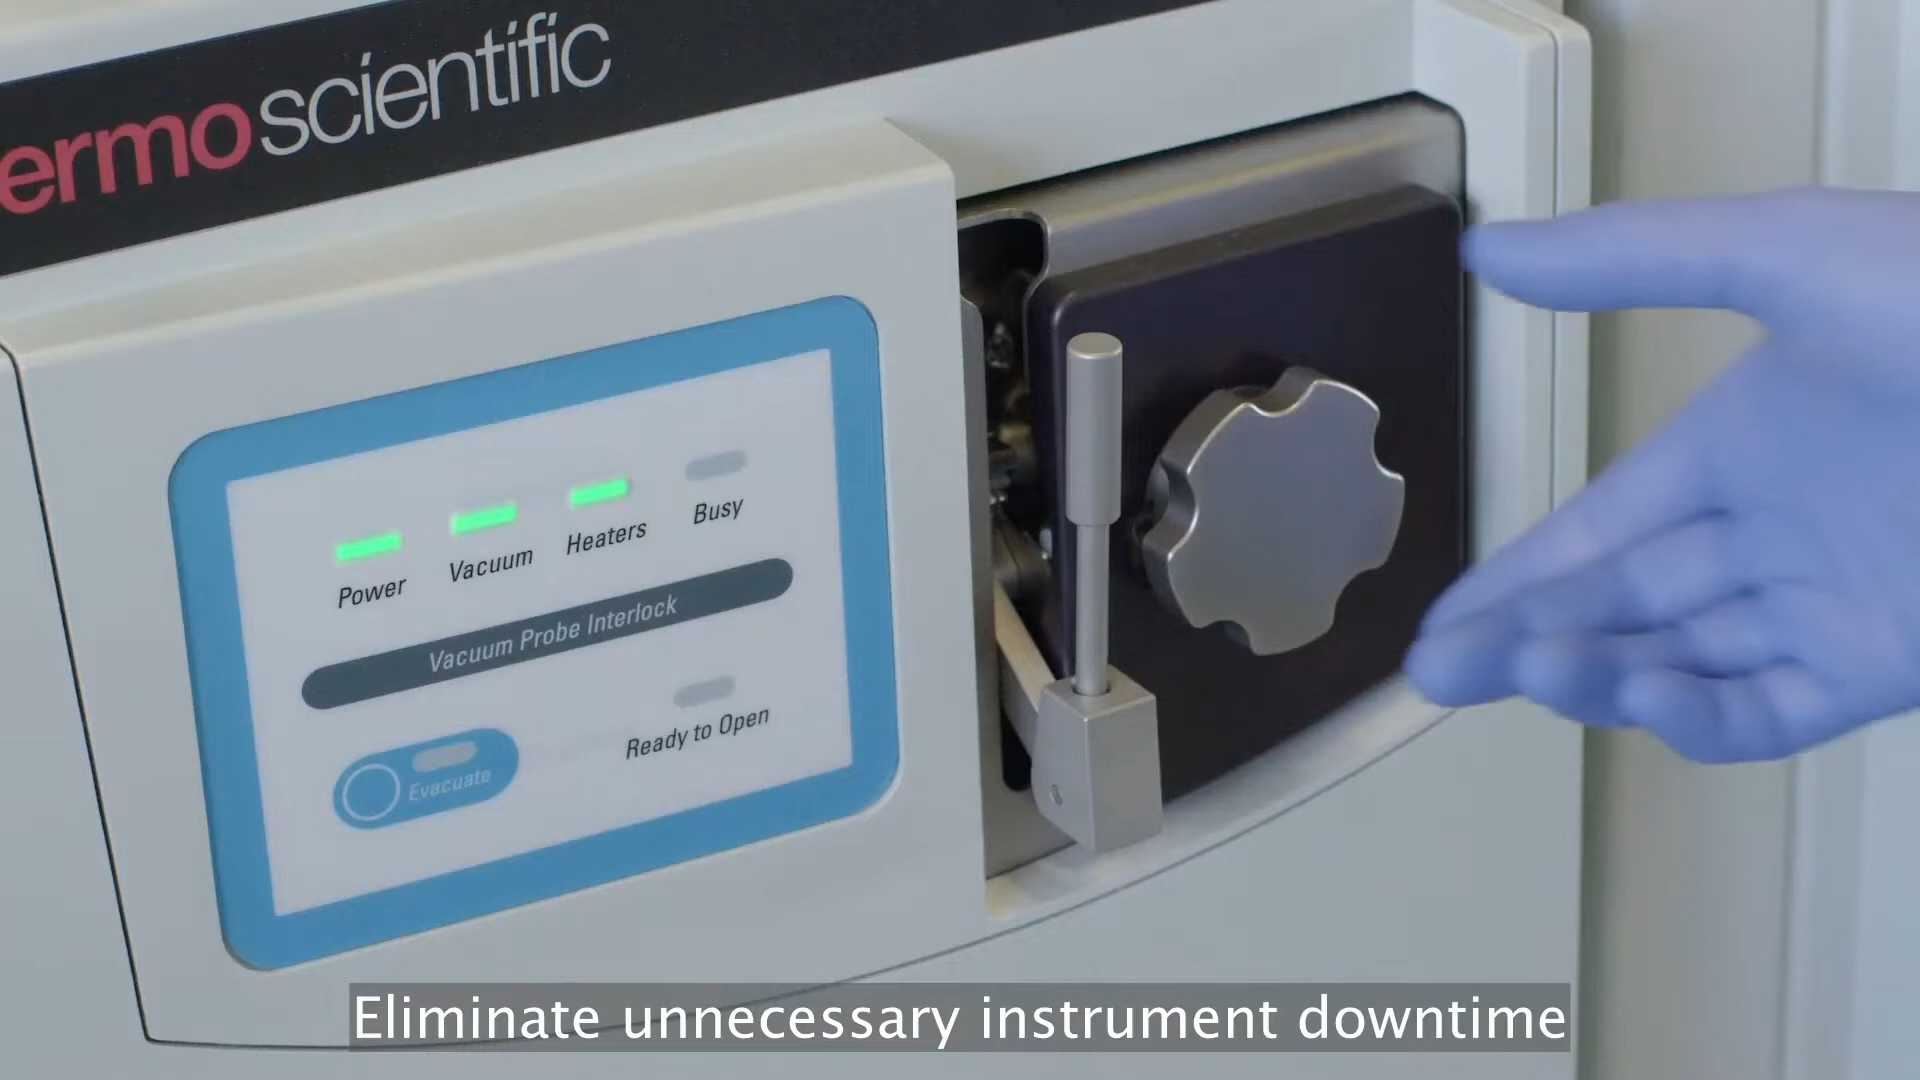 ermo scientific
Power Vacuum Heaters Busy
Vacuum Probe Interlock
Evacuate Ready to Open
Eliminate unnecessary instrument downtime